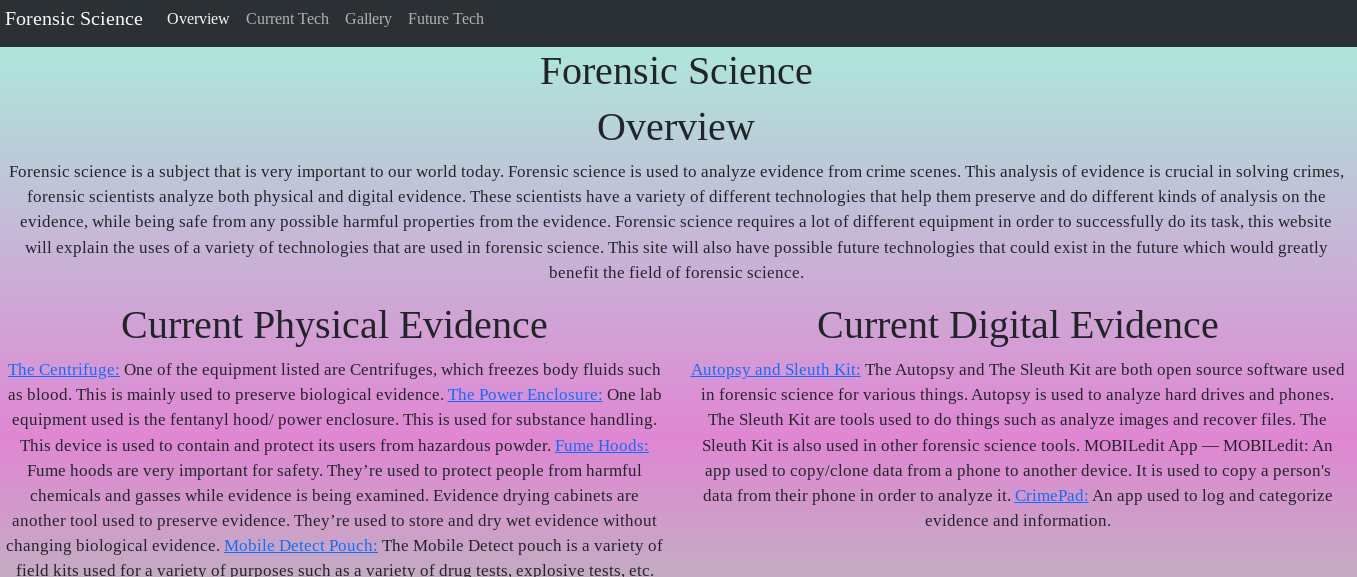 Forensic Science Overview Current Tech Gallery Future Tech
Forensic Science
Overview
Forensic science is a subject that is very important to our world today. Forensic science is used to analyze evidence from crime scenes. This analysis of evidence is crucial in solving crimes,
forensic scientists analyze both physical and digital evidence. These scientists have a variety of different technologies that help them preserve and do different kinds of analysis on the
evidence, while being safe from any possible harmful properties from the evidence. Forensic science requires a lot of different equipment in order to successfully do its task, this website
will explain the uses of a variety of technologies that are used in forensic science. This site will also have possible future technologies that could exist in the future which would greatly
benefit the field of forensic science.
Current Physical Evidence
The Centrifuge: One of the equipment listed are Centrifuges, which freezes body fluids such
as blood. This is mainly used to preserve biological evidence. The Power Enclosure: One lab
equipment used is the fentanyl hood/ power enclosure. This is used for substance handling.
This device is used to contain and protect its users from hazardous powder. Fume Hoods:
Fume hoods are very important for safety. They’re used to protect people from harmful
chemicals and gasses while evidence is being examined. Evidence drying cabinets are
another tool used to preserve evidence. They’re used to store and dry wet evidence without
changing biological evidence. Mobile Detect Pouch: The Mobile Detect pouch is a variety of
field kits used for a variety of purposes such as a variety of drug tests, explosive tests, etc.
Current Digital Evidence
Autopsy and Sleuth Kit: The Autopsy and The Sleuth Kit are both open source software used
in forensic science for various things. Autopsy is used to analyze hard drives and phones.
The Sleuth Kit are tools used to do things such as analyze images and recover files. The
Sleuth Kit is also used in other forensic science tools. MOBILedit App — MOBILedit: An
app used to copy/clone data from a phone to another device. It is used to copy a person's
data from their phone in order to analyze it. CrimePad: An app used to log and categorize
evidence and information.